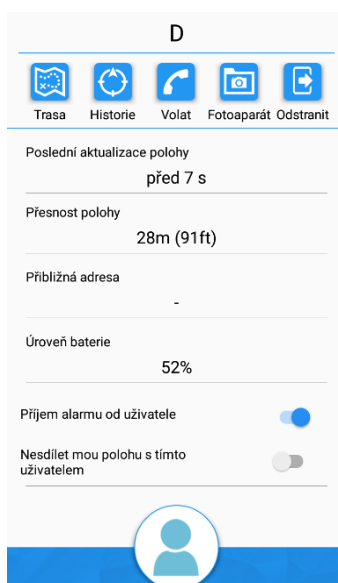 D
Trasa Historie Volat Fotoaparát Odstranit
Poslední aktualizace polohy
před 7 s
Přesnost polohy
28m (91ft)
Přibližná adresa
-
Úroveň baterie
52%
Příjem alarmu od uživatele
Nesdílet mou polohu s tímto
uživatelem